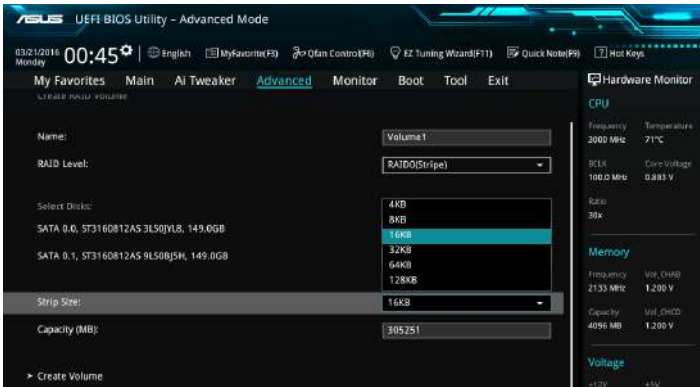 ASUS UEFI BIOS Utility – Advanced Mode
03/21/2016 Monday 00:45 English MyFavorite(F3) Qfan Control(F6) EZ Tuning Wizard(F11) Quick Note(F9) Hot Keys
My Favorites Main Ai Tweaker Advanced Monitor Boot Tool Exit
Create RAID Volume
Name: Volume1
RAID Level: RAID0(Stripe)
Select Disks:
4KB
8KB
SATA 0.0, ST3160812AS 3LS0JYL8, 149.0GB
16KB
32KB
SATA 0.1, ST3160812AS 9LS0BJ5H, 149.0GB
64KB
128KB
Strip Size: 16KB
Capacity (MB): 305251
Create Volume
Hardware Monitor
CPU
Frequency Temperature
3000 MHz 71°C
BCLK Core Voltage
100.0 MHz 0.883 V
Ratio
30x
Memory
Frequency Vol_CHAB
2133 MHz 1.200 V
Capacity Vol_CHCD
4096 MB 1.200 V
Voltage
+12V +5V